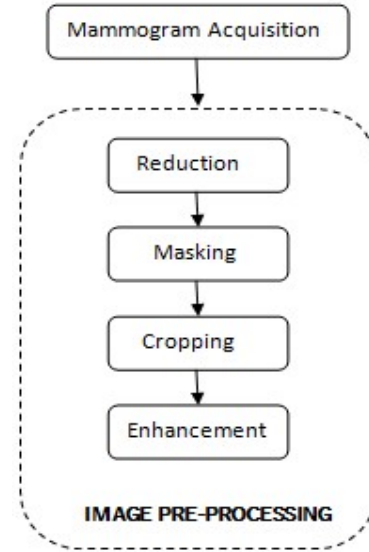 Mammogram Acquisition
Reduction
Masking
Cropping
Enhancement
IMAGE PRE-PROCESSING